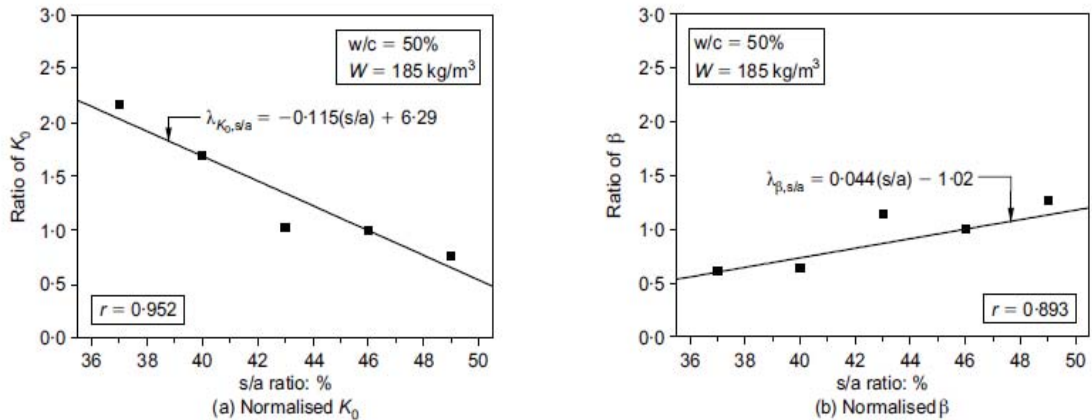 3·0
2·5
2·0
1·5
1·0
0·5
0·0
Ratio of K₀
w/c = 50%
W = 185 kg/m³
λ_K₀,s/a = −0·115(s/a) + 6·29
r = 0·952
36 38 40 42 44 46 48 50
s/a ratio: %
(a) Normalised K₀
3·0
2·5
2·0
1·5
1·0
0·5
0·0
Ratio of β
w/c = 50%
W = 185 kg/m³
λ_β,s/a = 0·044(s/a) − 1·02
r = 0·893
36 38 40 42 44 46 48 50
s/a ratio: %
(b) Normalised β